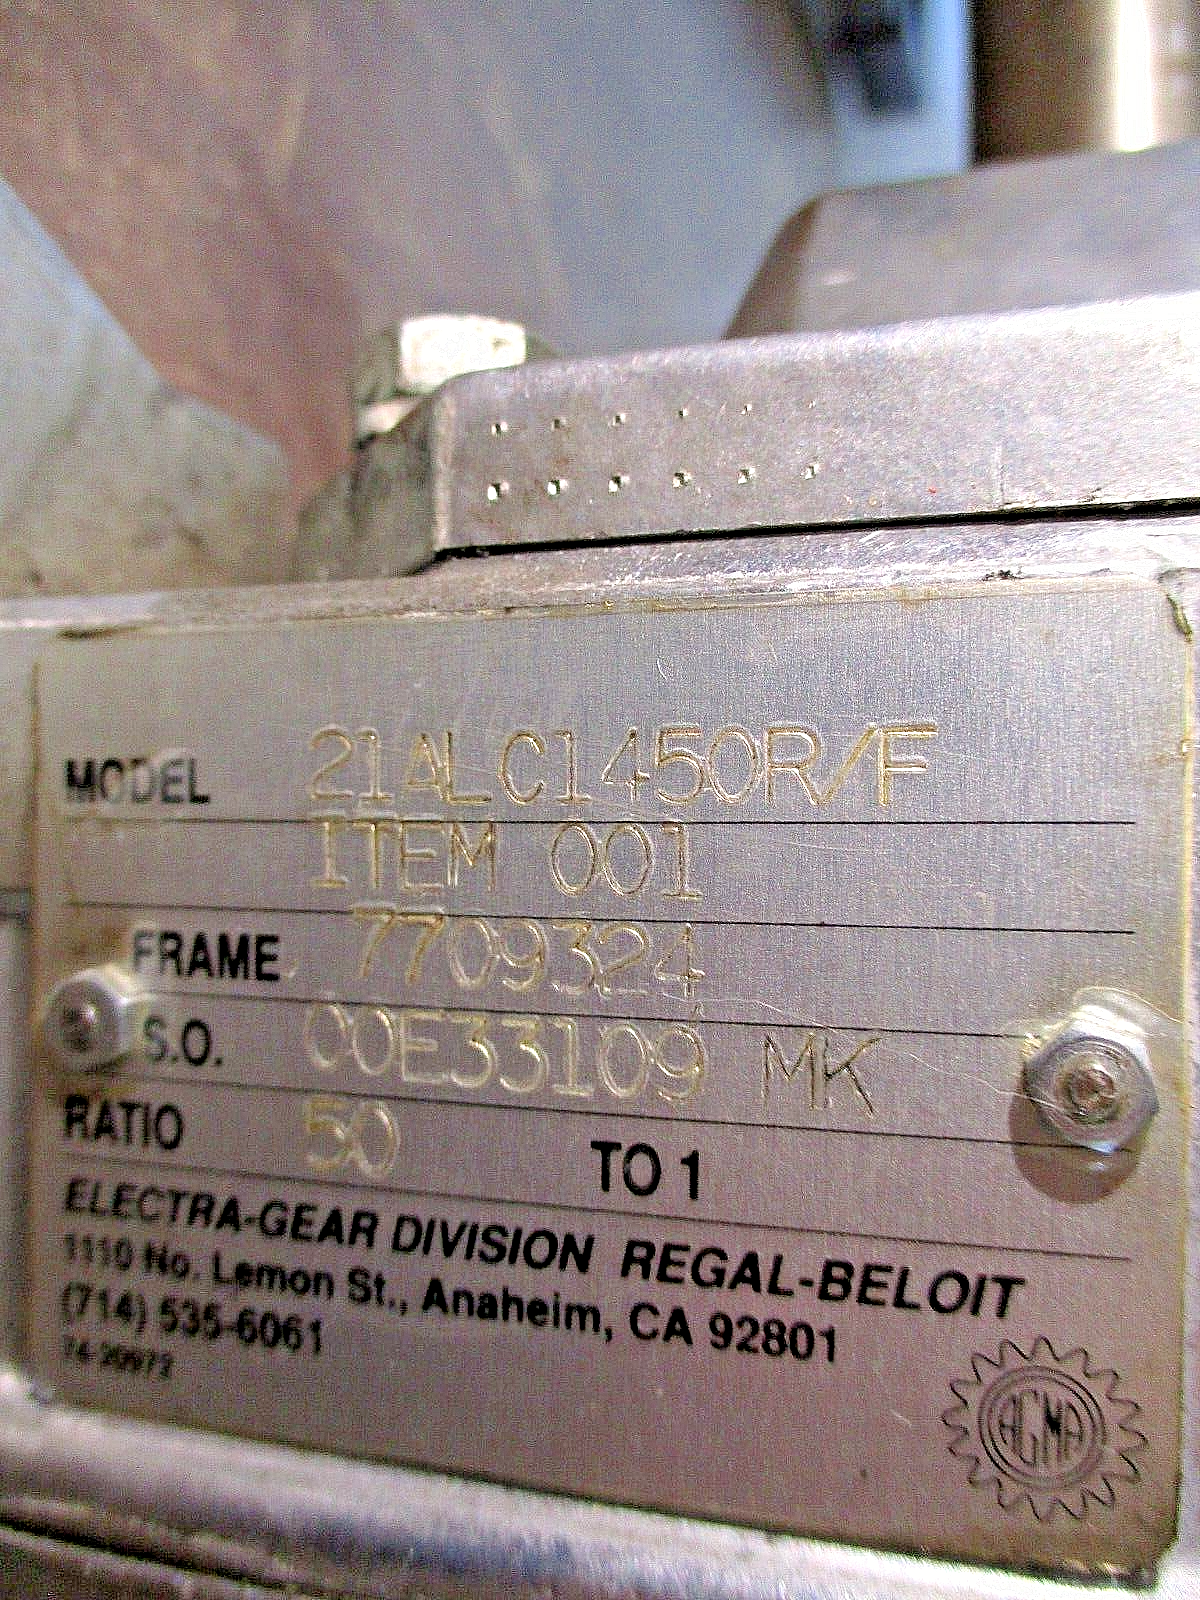 MODEL 21ALC1450R/F
ITEM 001
FRAME 7709324
S.O. 00E33109 MK
RATIO 50 TO 1
ELECTRA-GEAR DIVISION REGAL-BELOIT
1110 No. Lemon St., Anaheim, CA 92801
(714) 535-6061
AGMA